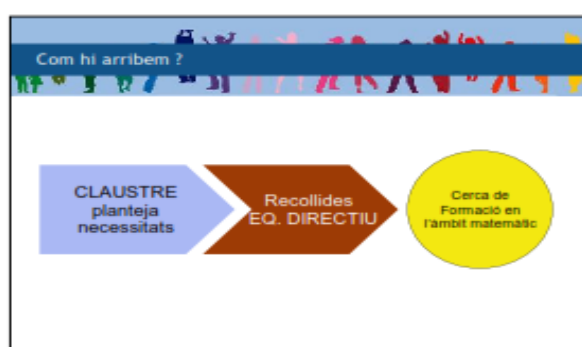 Com hi arribem ?
CLAUSTRE
planteja
necessitats
Recollides
EQ. DIRECTIU
Cerca de
Formació en
l'àmbit matemàtic